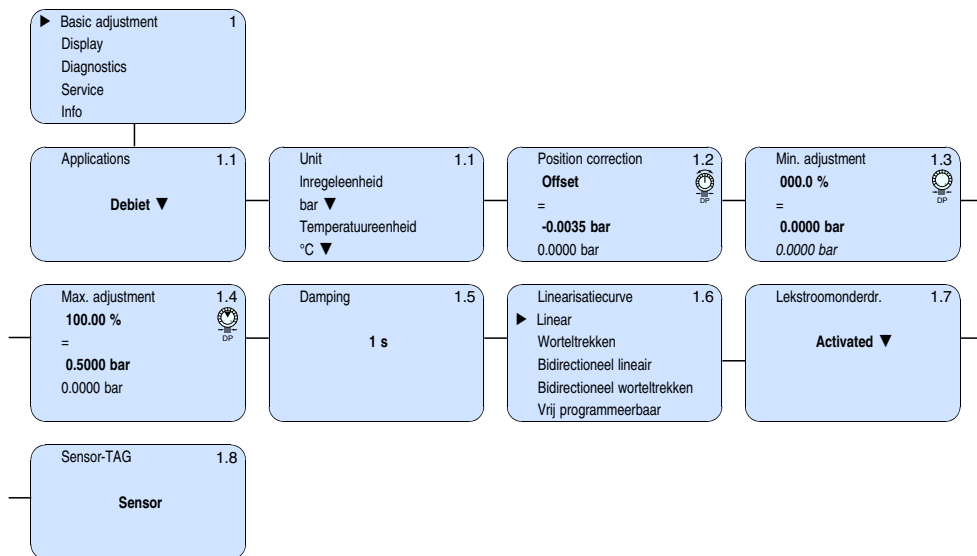 ▶ Basic adjustment 1
Display
Diagnostics
Service
Info
Applications 1.1
Debiet ▼
Unit 1.1
Inregeleenheid
bar ▼
Temperatuureenheid
°C ▼
Position correction 1.2
Offset
=
-0.0035 bar
0.0000 bar
DP
Min. adjustment 1.3
000.0 %
=
0.0000 bar
0.0000 bar
DP
Max. adjustment 1.4
100.00 %
=
0.5000 bar
0.0000 bar
DP
Damping 1.5
1 s
Linearisatiecurve 1.6
▶ Linear
Worteltrekken
Bidirectioneel lineair
Bidirectioneel worteltrekken
Vrij programmeerbaar
Lekstroomonderdr. 1.7
Activated ▼
Sensor-TAG 1.8
Sensor